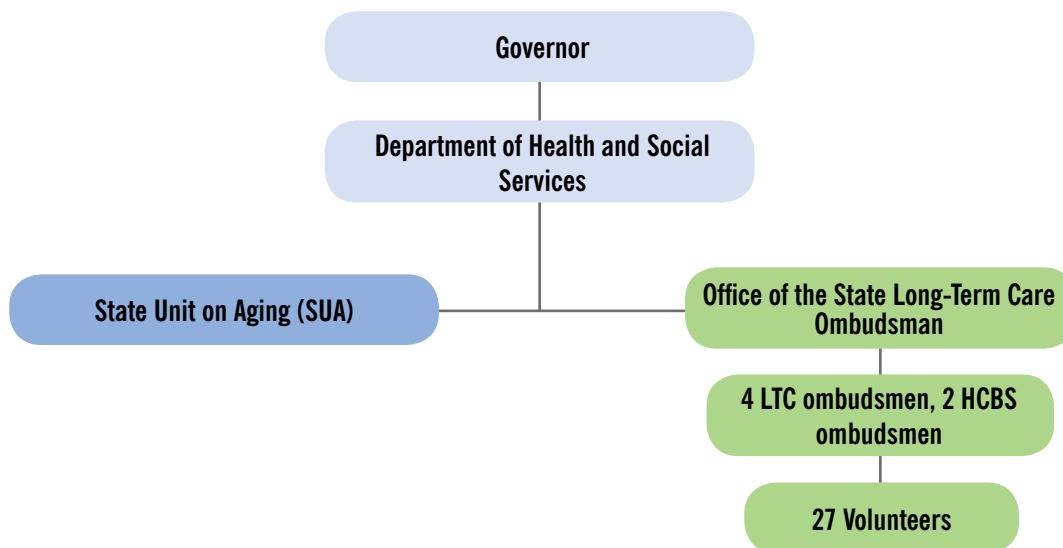 Governor
Department of Health and Social
Services
State Unit on Aging (SUA)
Office of the State Long-Term Care
Ombudsman
4 LTC ombudsmen, 2 HCBS
ombudsmen
27 Volunteers